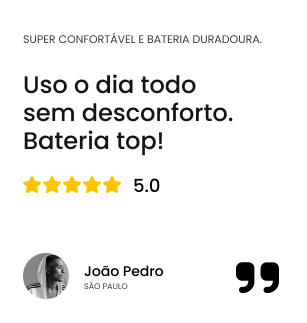 SUPER CONFORTÁVEL E BATERIA DURADOURA.
Uso o dia todo
sem desconforto.
Bateria top!
5.0
João Pedro
SÃO PAULO